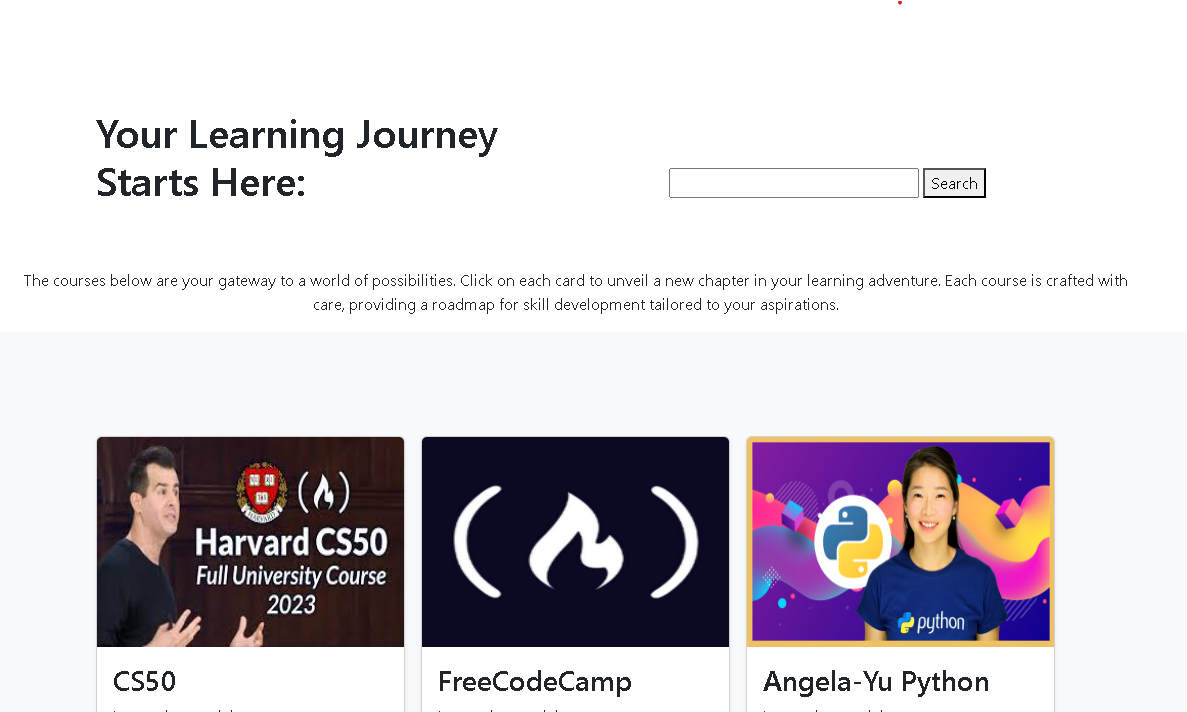 Your Learning Journey
Starts Here:
Search
The courses below are your gateway to a world of possibilities. Click on each card to unveil a new chapter in your learning adventure. Each course is crafted with
care, providing a roadmap for skill development tailored to your aspirations.
Harvard CS50
Full University Course
2023
python
CS50
FreeCodeCamp
Angela-Yu Python